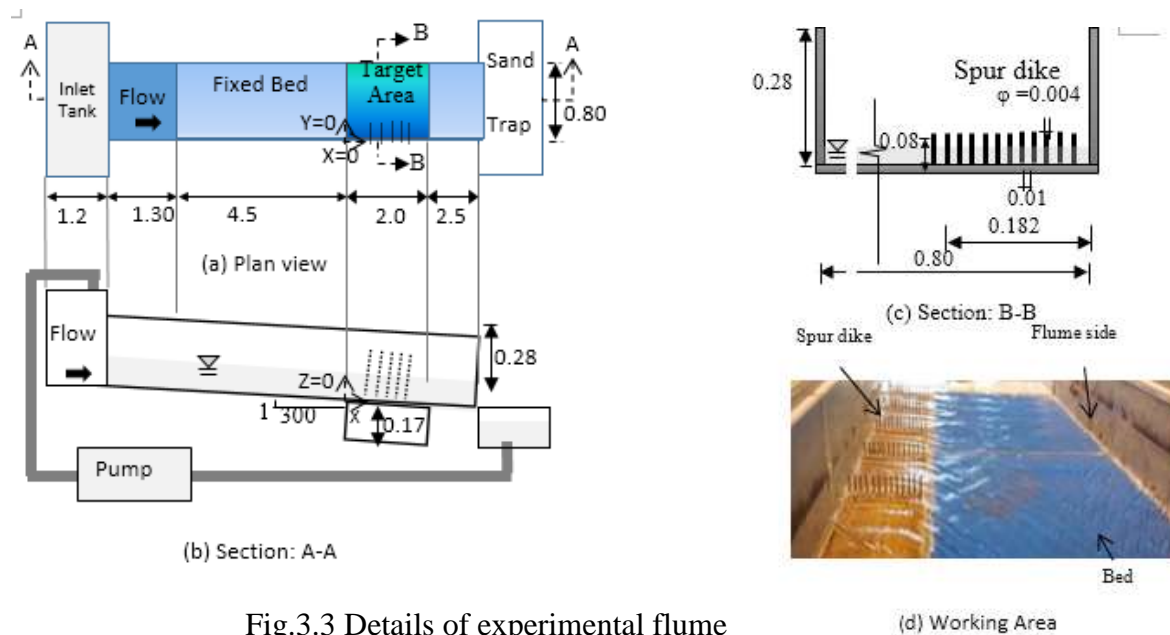 A
B
A
Inlet
Tank
Flow
Fixed Bed
Target
Area
Sand
Trap
0.80
Y=0
X=0
B
1.2
1.30
4.5
2.0
2.5
(a) Plan view
Flow
0.28
Z=0
X
1
300
0.17
Pump
(b) Section: A-A
0.28
Spur dike
φ =0.004
0.08
0.01
0.182
0.80
(c) Section: B-B
Spur dike
Flume side
Bed
(d) Working Area
Fig.3.3 Details of experimental flume